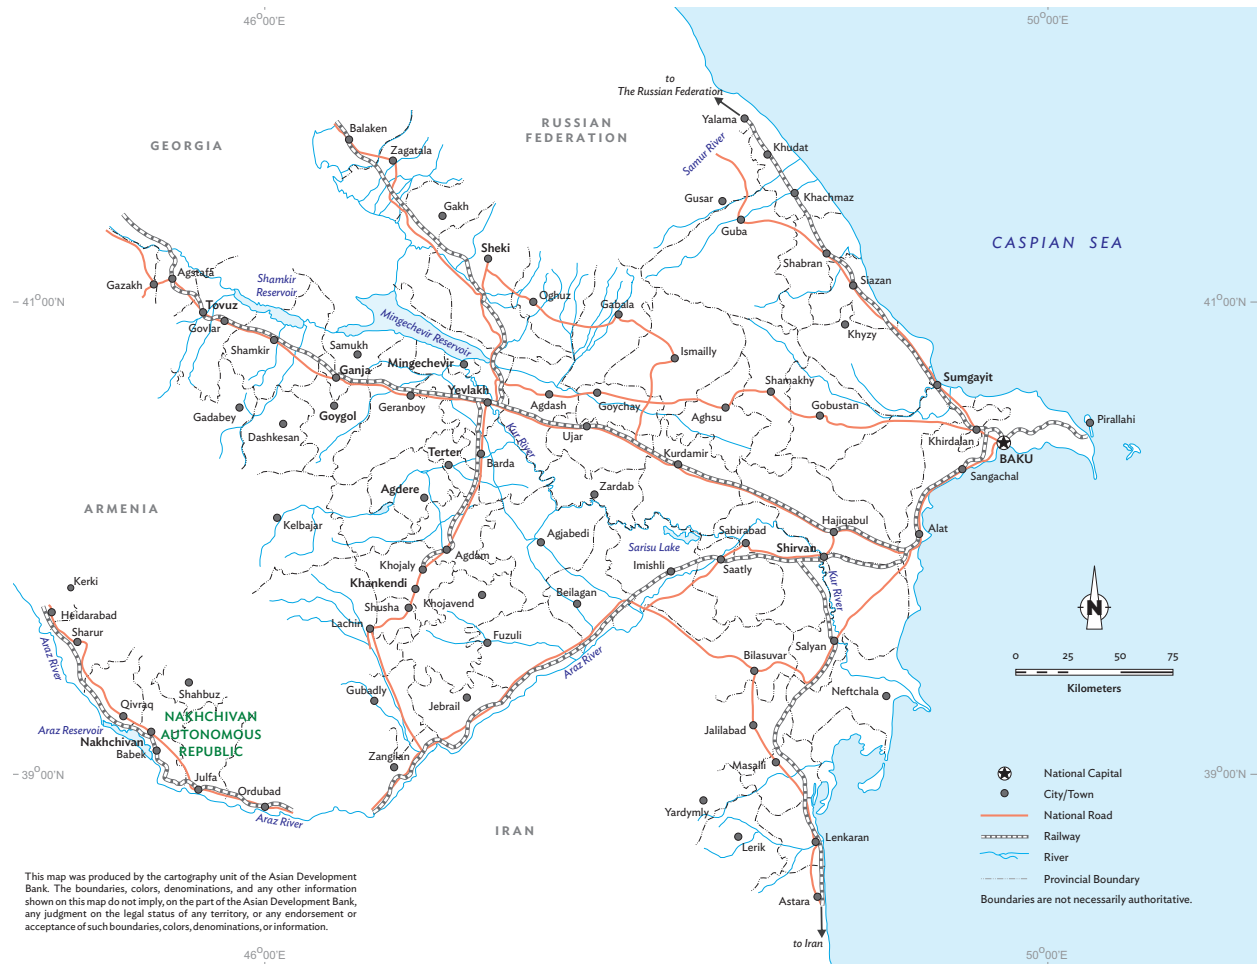 46°00'E
50°00'E
to
The Russian Federation
RUSSIAN
FEDERATION
GEORGIA
Balaken
Zagatala
Yalama
Samur River
Khudat
Gakh
Gusar
Khachmaz
Guba
CASPIAN SEA
Sheki
Shabran
Agstafa
Gazakh
Shamkir
Reservoir
Siazan
41°00'N
41°00'N
Oghuz
Gabala
Tovuz
Govlar
Mingechevir Reservoir
Khyzy
Samukh
Shamkir
Ismailly
Mingechevir
Ganja
Sumgayit
Shamakhy
Yevlakh
Geranboy
Agdash
Goychay
Gobustan
Gadabey
Goygol
Aghsu
Pirallahi
Dashkesan
Ujar
Khirdalan
BAKU
Kur River
Terter
Barda
Kurdamir
Sangachal
Agdere
Zardab
ARMENIA
Kelbajar
Hajigabul
Alat
Sabirabad
Agjabedi
Sarisu Lake
Shirvan
Agdam
Khojaly
Imishli
Saatly
Kerki
Khankendi
Kur River
Beilagan
Khojavend
Shusha
Heidarabad
Lachin
N
Sharur
Fuzuli
Araz River
Salyan
Araz River
Bilasuvar
0 25 50 75
Kilometers
Shahbuz
Gubadly
Neftchala
Qivraq
Jebrail
NAKHCHIVAN
AUTONOMOUS
REPUBLIC
Araz Reservoir
Jalilabad
Nakhchivan
Babek
Zangilan
Masalli
39°00'N
39°00'N
Julfa
Ordubad
Araz River
Yardymly
IRAN
Lerik
Lenkaran
Astara
to Iran
National Capital
City/Town
National Road
Railway
River
Provincial Boundary
Boundaries are not necessarily authoritative.
This map was produced by the cartography unit of the Asian Development
Bank. The boundaries, colors, denominations, and any other information
shown on this map do not imply, on the part of the Asian Development Bank,
any judgment on the legal status of any territory, or any endorsement or
acceptance of such boundaries, colors, denominations, or information.
46°00'E
50°00'E